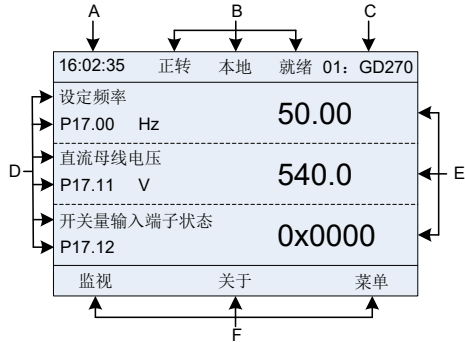 A B C
16:02:35 正转 本地 就绪 01: GD270
设定频率
P17.00 Hz 50.00
直流母线电压
P17.11 V 540.0
开关量输入端子状态
P17.12 0x0000
D E
监视 关于 菜单
F